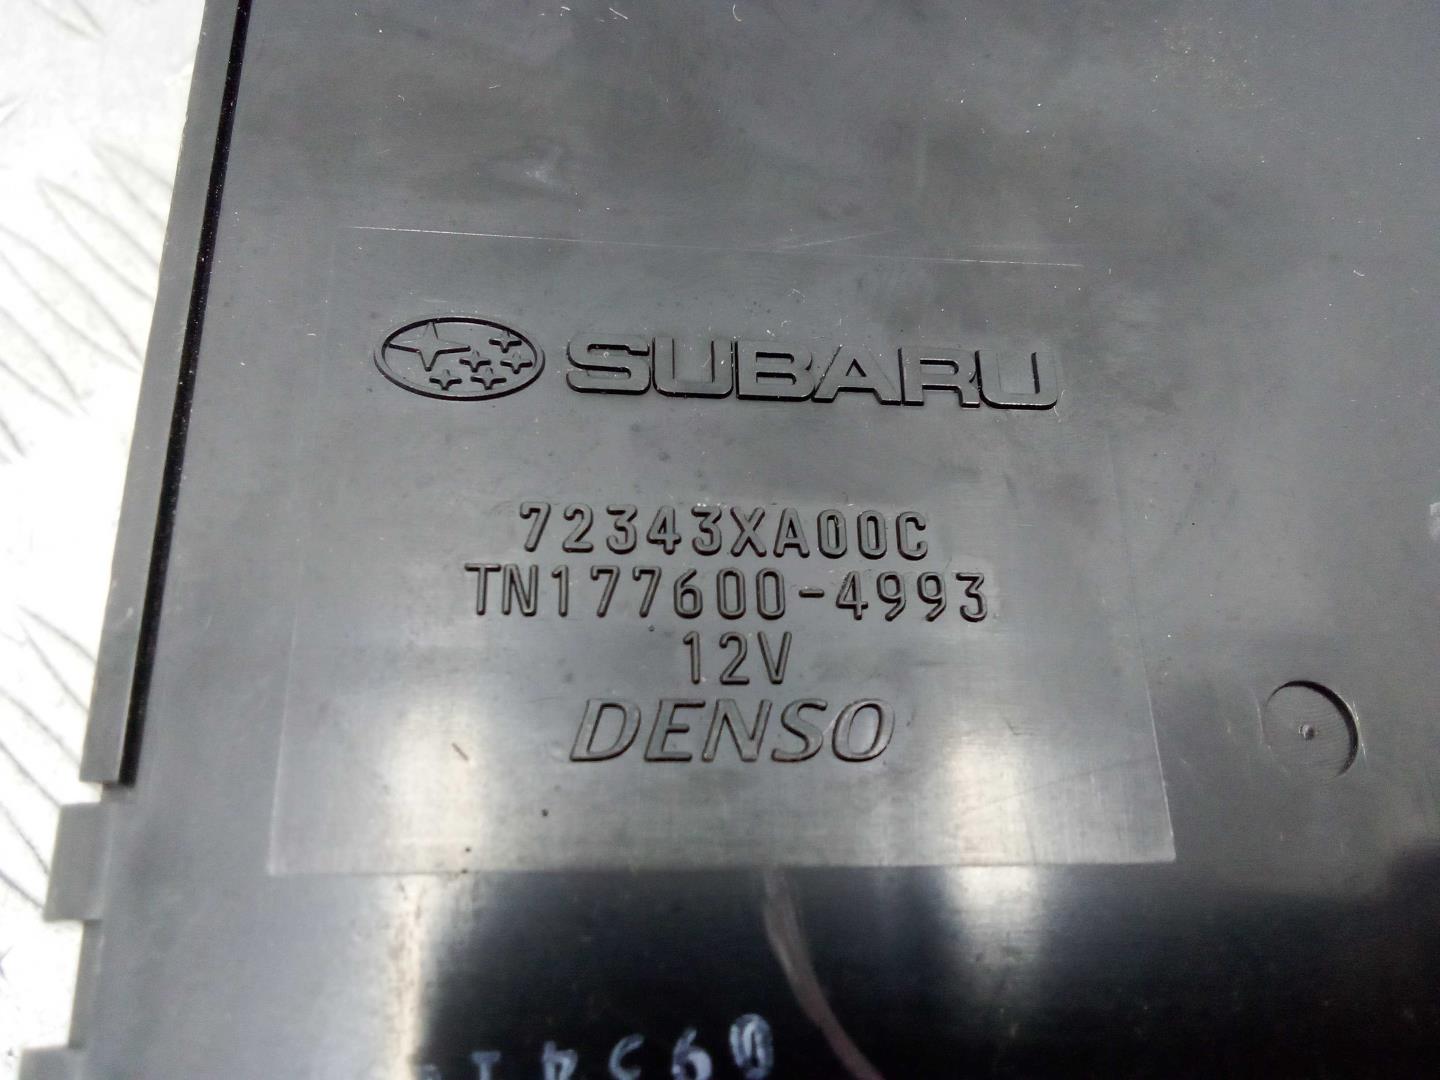 SUBARU
72343XA00C
TN177600-4993
12V
DENSO